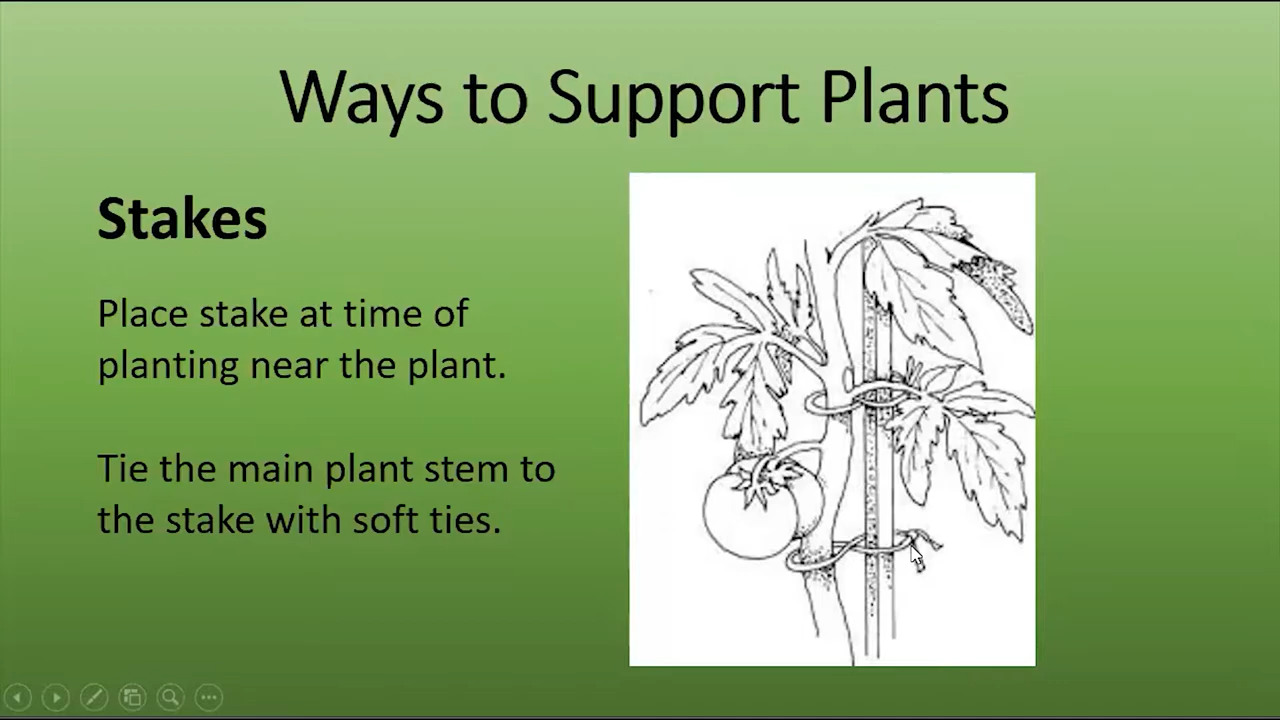 Ways to Support Plants
Stakes
Place stake at time of
planting near the plant.
Tie the main plant stem to
the stake with soft ties.